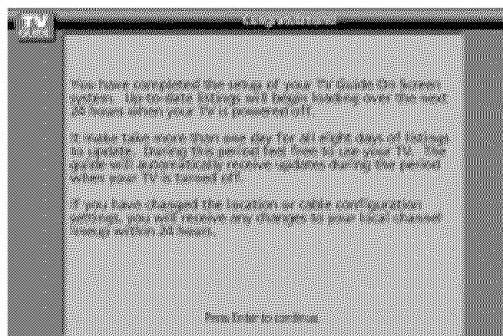 TV
GUIDE
Congratulations!
You have completed the setup of your TV Guide On Screen
system. Up-to-date listings will begin loading over the next
24 hours when your TV is powered off.
It make take more than one day for all eight days of listings
to update. During this period feel free to use your TV. The
guide will automatically receive updates during the period
when your TV is turned off.
If you have changed the location or cable configuration
settings, you will receive any changes to your local channel
lineup within 24 hours.
Press Enter to continue